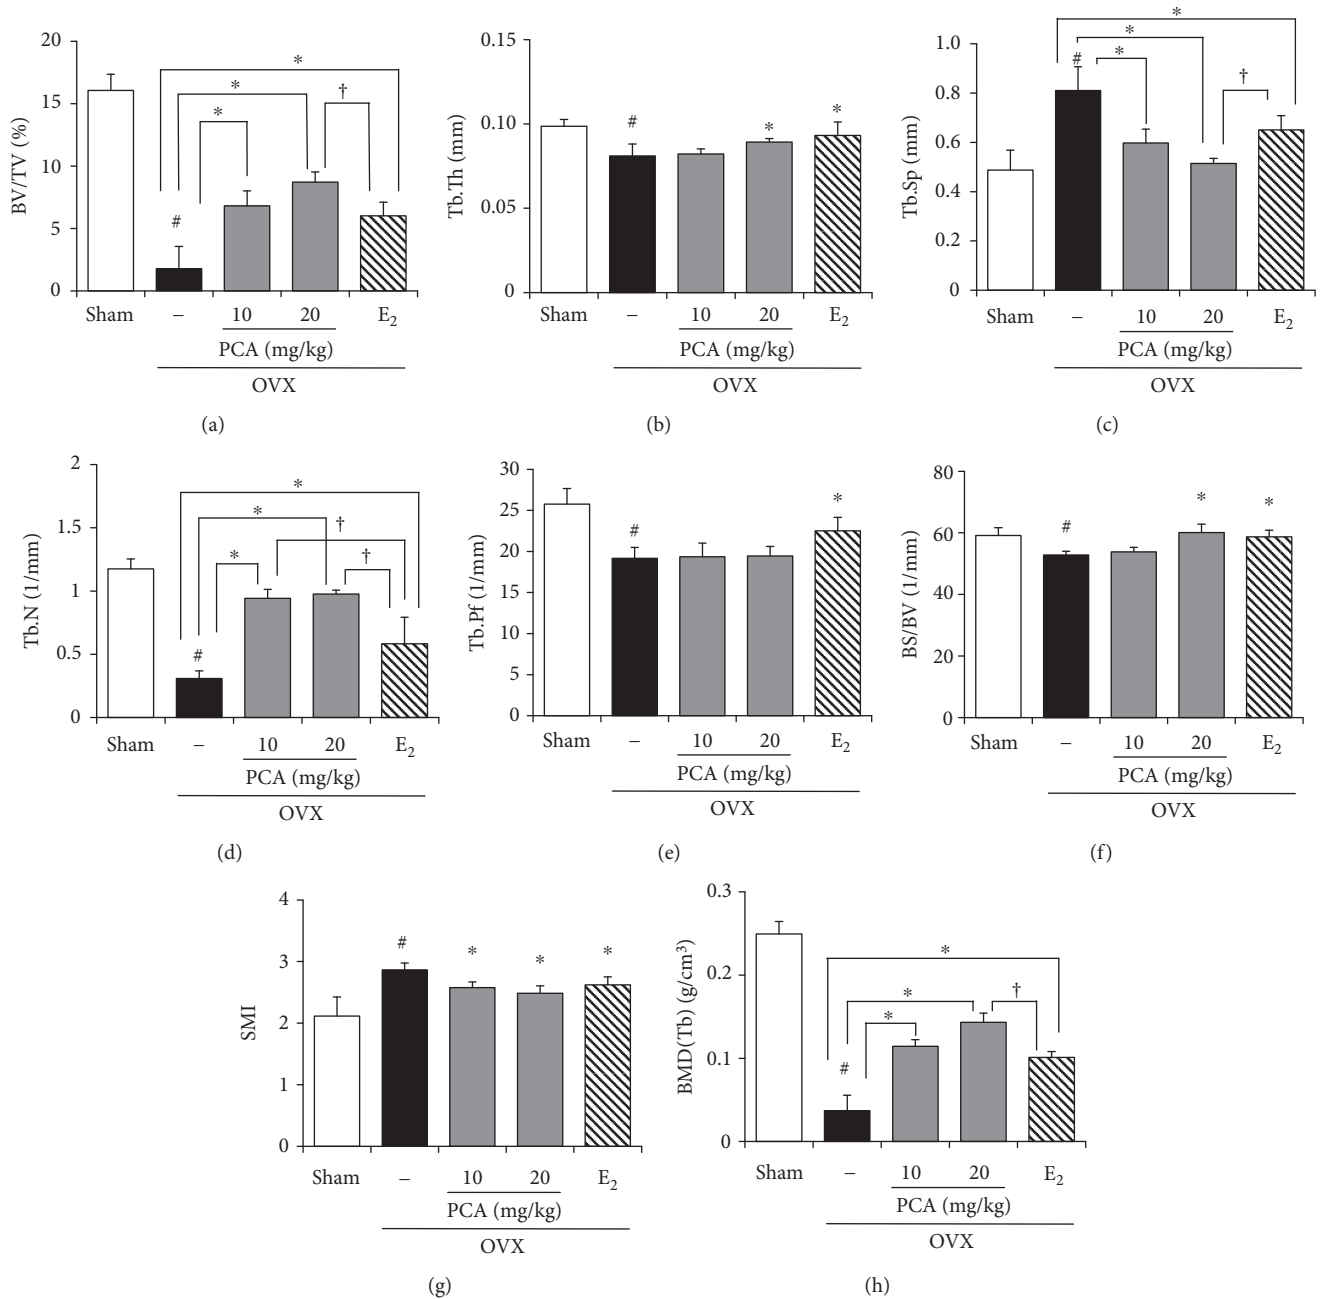 20
15
10
5
0
BV/TV (%)
*
*
*
†
#
Sham – 10 20 E₂
PCA (mg/kg)
OVX
(a)
0.15
0.10
0.05
0
Tb.Th (mm)
#
*
*
Sham – 10 20 E₂
PCA (mg/kg)
OVX
(b)
1.0
0.8
0.6
0.4
0.2
0
Tb.Sp (mm)
*
*
*
#
†
Sham – 10 20 E₂
PCA (mg/kg)
OVX
(c)
2
1.5
1
0.5
0
Tb.N (1/mm)
*
*
†
*
†
#
Sham – 10 20 E₂
PCA (mg/kg)
OVX
(d)
30
25
20
15
10
5
0
Tb.Pf (1/mm)
#
*
Sham – 10 20 E₂
PCA (mg/kg)
OVX
(e)
80
60
40
20
0
BS/BV (1/mm)
#
*
*
Sham – 10 20 E₂
PCA (mg/kg)
OVX
(f)
4
3
2
1
0
SMI
#
*
*
*
Sham – 10 20 E₂
PCA (mg/kg)
OVX
(g)
0.3
0.2
0.1
0
BMD(Tb) (g/cm³)
*
*
†
*
#
Sham – 10 20 E₂
PCA (mg/kg)
OVX
(h)